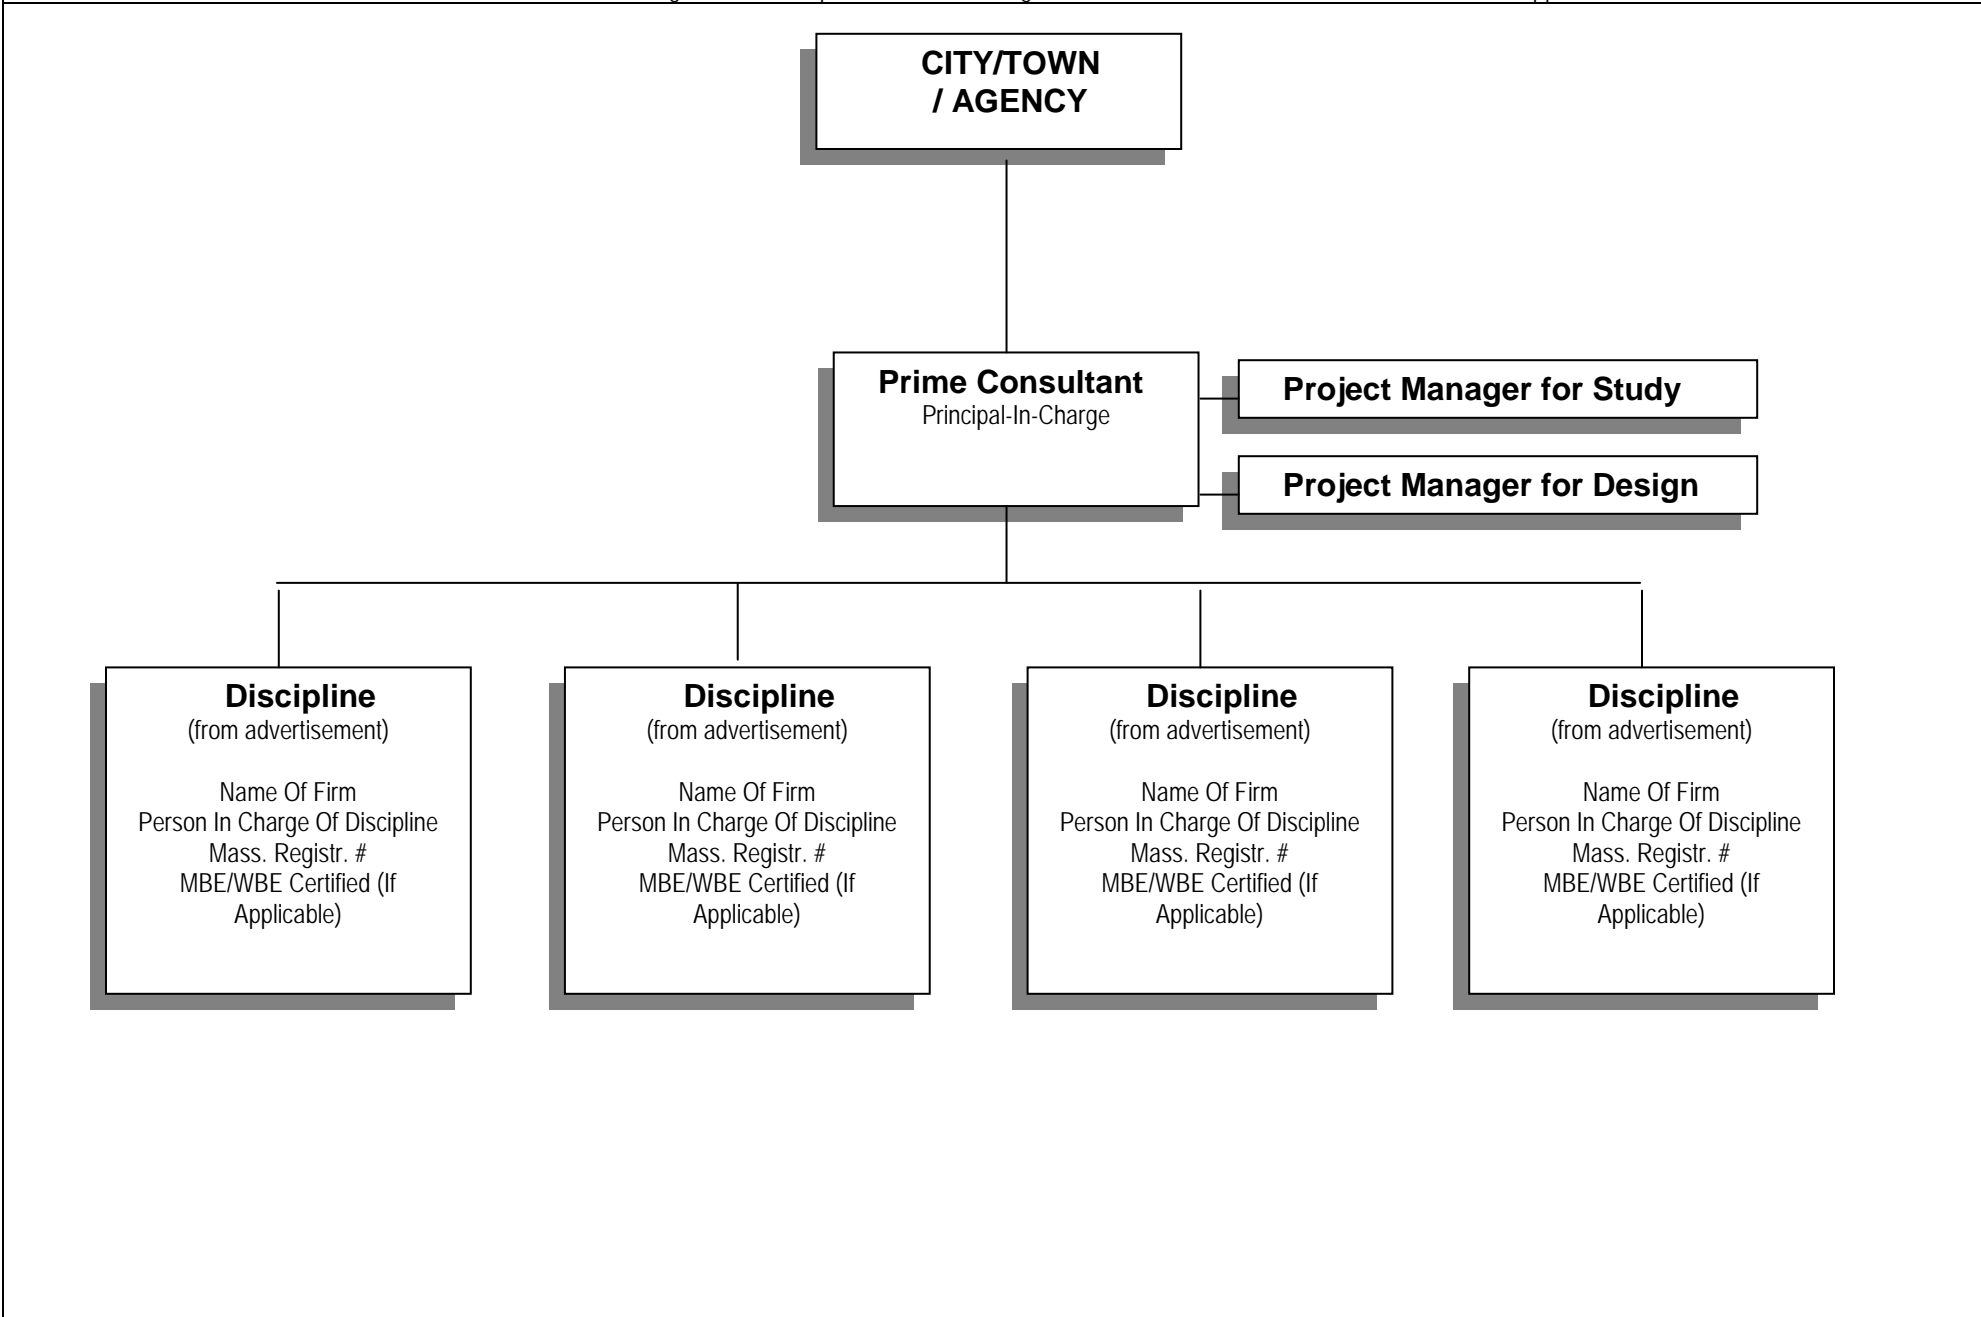 CITY/TOWN
/ AGENCY
Prime Consultant
Principal-In-Charge
Project Manager for Study
Project Manager for Design
Discipline
(from advertisement)
Name Of Firm
Person In Charge Of Discipline
Mass. Registr. #
MBE/WBE Certified (If
Applicable)
Discipline
(from advertisement)
Name Of Firm
Person In Charge Of Discipline
Mass. Registr. #
MBE/WBE Certified (If
Applicable)
Discipline
(from advertisement)
Name Of Firm
Person In Charge Of Discipline
Mass. Registr. #
MBE/WBE Certified (If
Applicable)
Discipline
(from advertisement)
Name Of Firm
Person In Charge Of Discipline
Mass. Registr. #
MBE/WBE Certified (If
Applicable)